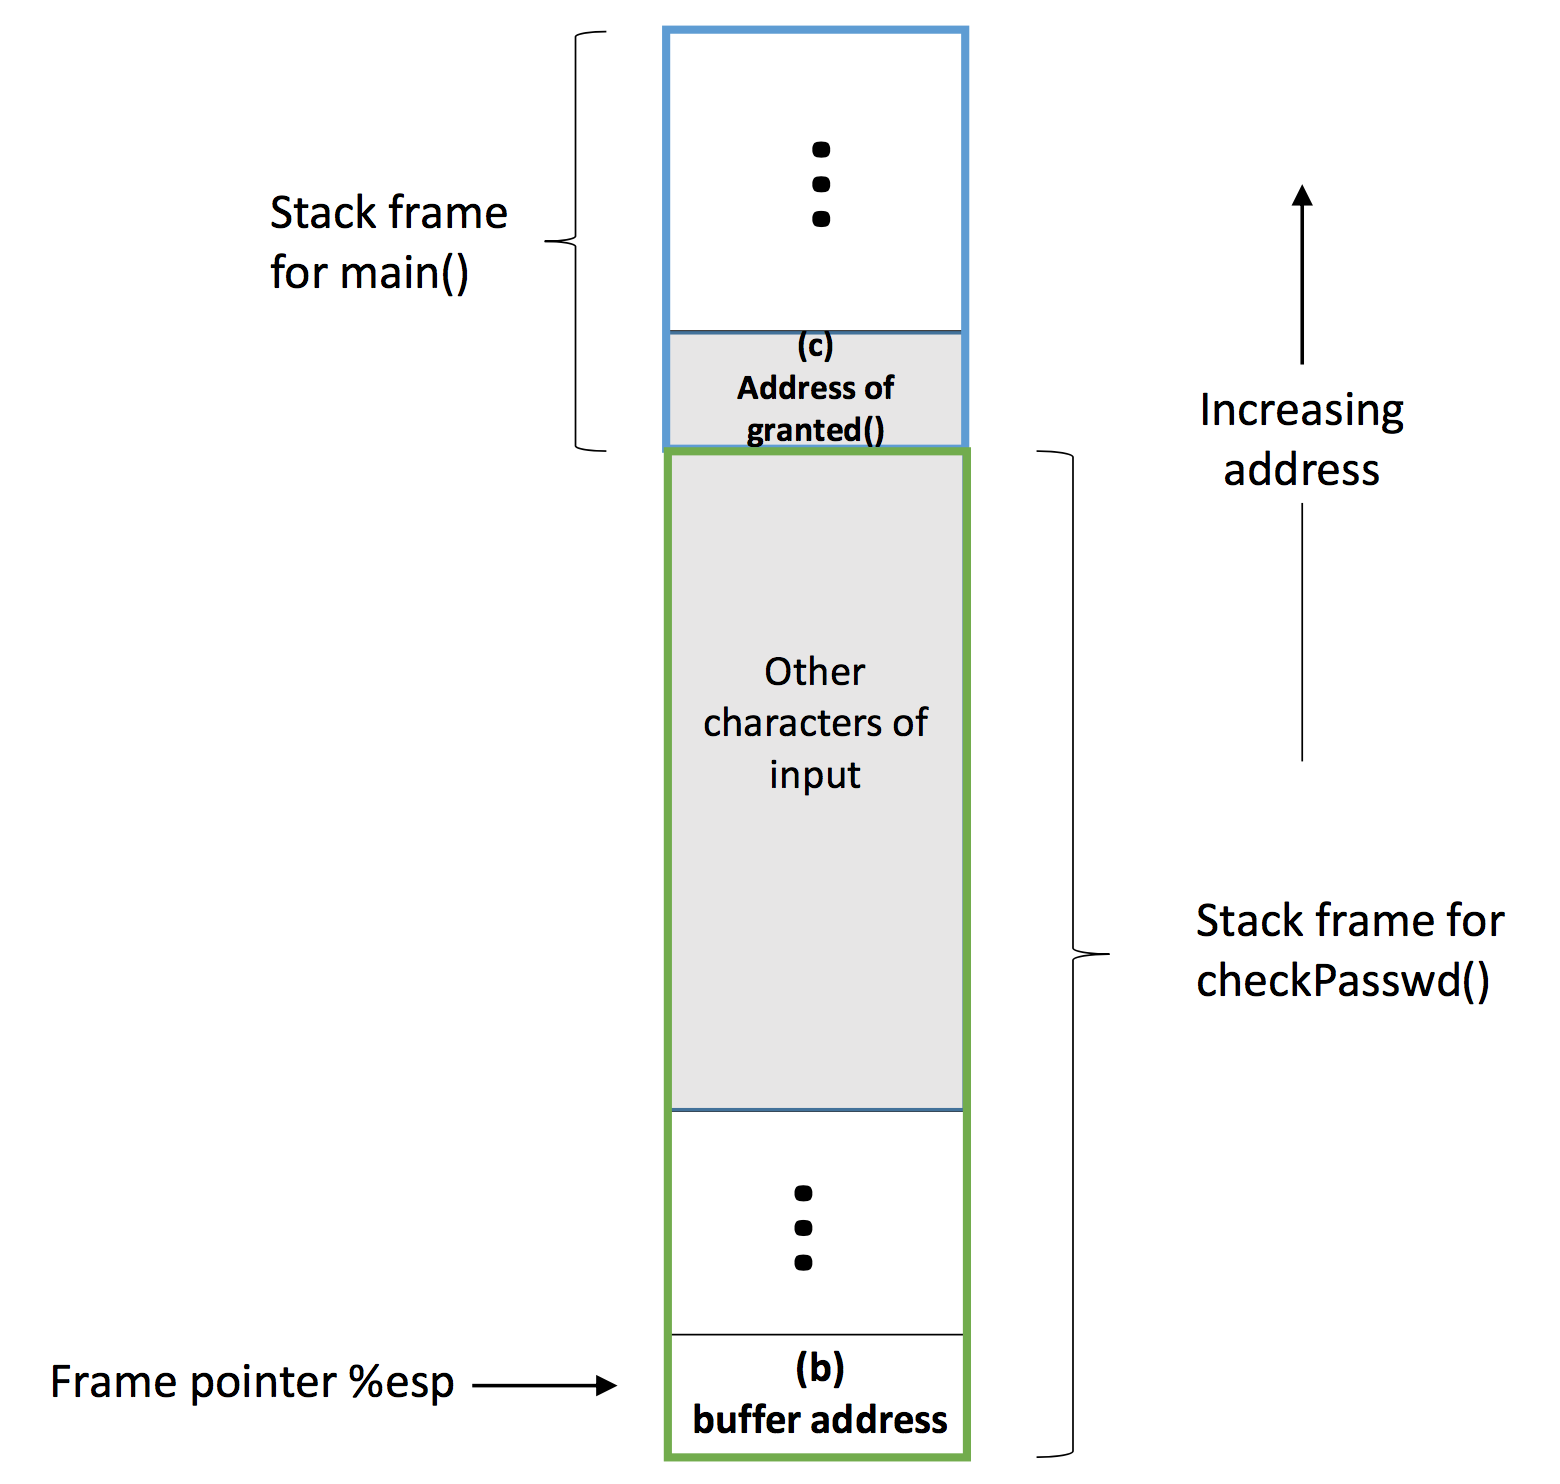 Stack frame
for main()
(c)
Address of
granted()
Increasing
address
Other
characters of
input
Stack frame for
checkPasswd()
Frame pointer %esp
(b)
buffer address